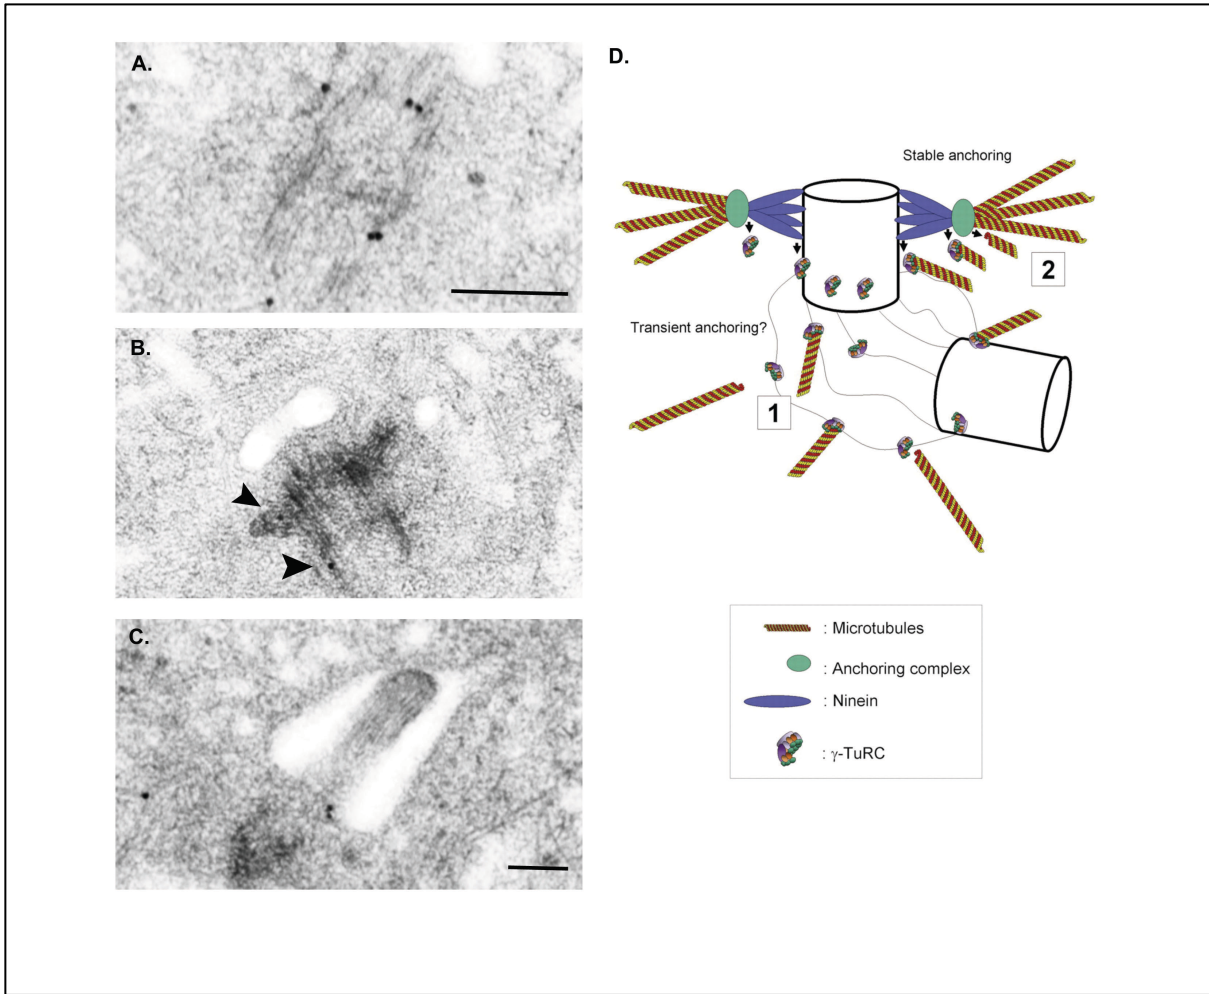 A.
B.
C.
D.
Stable anchoring
2
Transient anchoring?
1
: Microtubules
: Anchoring complex
: Ninein
: γ-TuRC